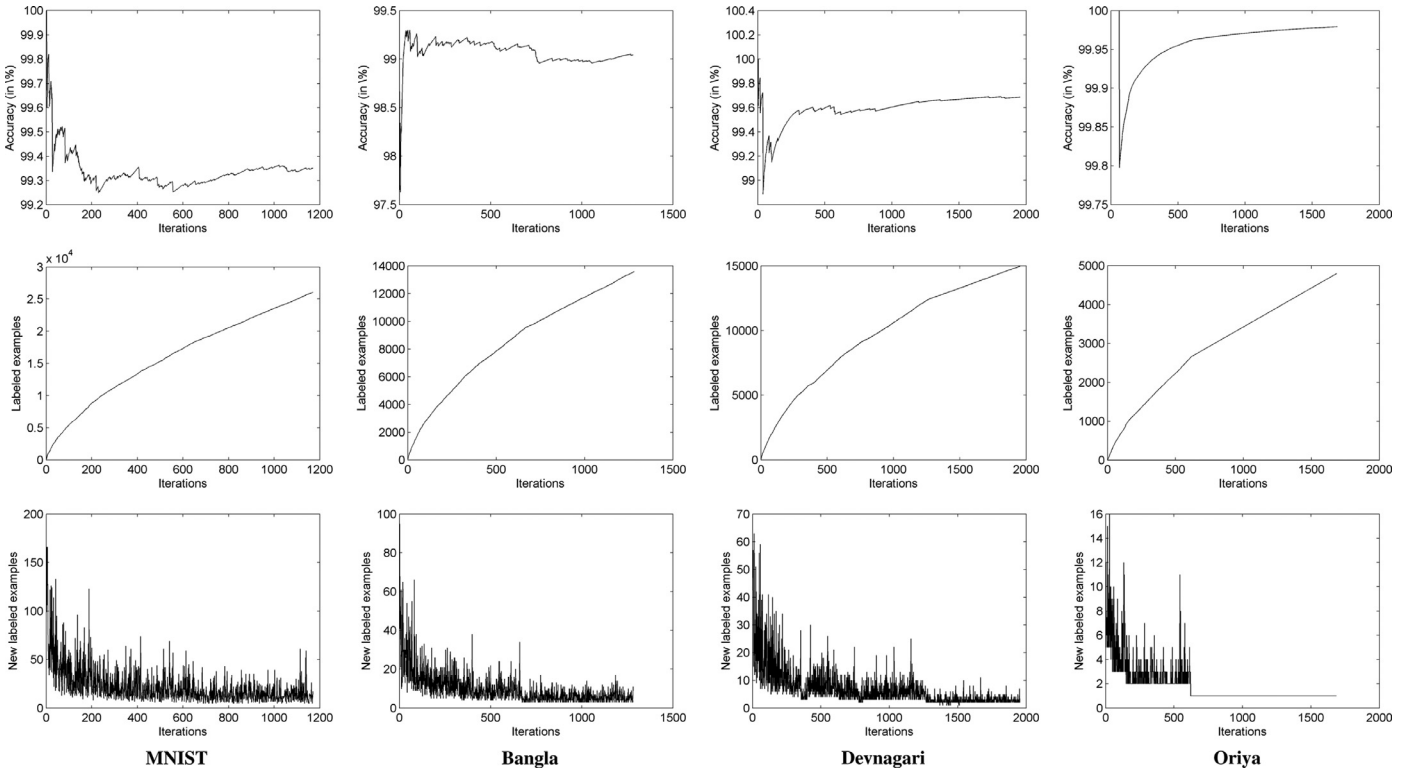 100
99.9
99.8
99.7
99.6
99.5
99.4
99.3
99.2
0 200 400 600 800 1000 1200
Iterations
Accuracy (in \%)
99.5
99
98.5
98
97.5
0 500 1000 1500
Iterations
Accuracy (in \%)
100.4
100.2
100
99.8
99.6
99.4
99.2
99
0 500 1000 1500 2000
Iterations
Accuracy (in \%)
100
99.95
99.9
99.85
99.8
99.75
0 500 1000 1500 2000
Iterations
Accuracy (in \%)
x 10^4
3
2.5
2
1.5
1
0.5
0
0 200 400 600 800 1000 1200
Iterations
Labeled examples
14000
12000
10000
8000
6000
4000
2000
0
0 500 1000 1500
Iterations
Labeled examples
15000
10000
5000
0
0 500 1000 1500 2000
Iterations
Labeled examples
5000
4000
3000
2000
1000
0
0 500 1000 1500 2000
Iterations
Labeled examples
200
150
100
50
0
0 200 400 600 800 1000 1200
Iterations
New labeled examples
100
80
60
40
20
0
0 500 1000 1500
Iterations
New labeled examples
70
60
50
40
30
20
10
0
0 500 1000 1500 2000
Iterations
New labeled examples
16
14
12
10
8
6
4
2
0
0 500 1000 1500 2000
Iterations
New labeled examples
MNIST
Bangla
Devnagari
Oriya